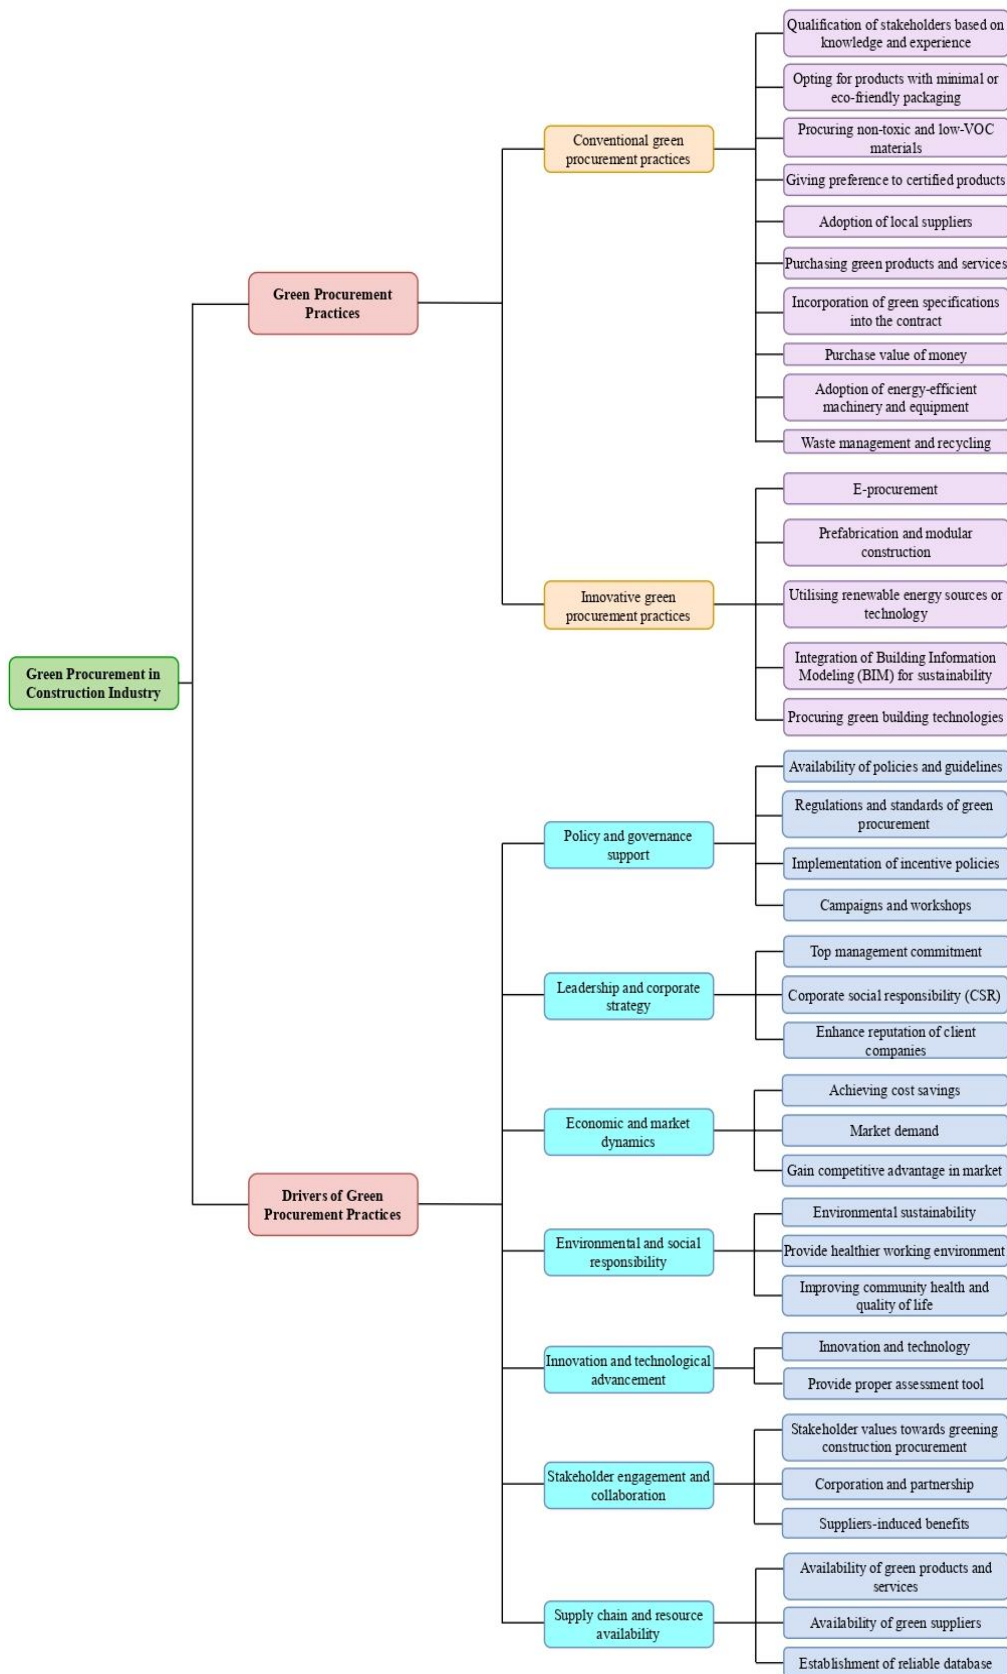 Green Procurement in
Construction Industry
Green Procurement
Practices
Conventional green
procurement practices
Qualification of stakeholders based on
knowledge and experience
Opting for products with minimal or
eco-friendly packaging
Procuring non-toxic and low-VOC
materials
Giving preference to certified products
Adoption of local suppliers
Purchasing green products and services
Incorporation of green specifications
into the contract
Purchase value of money
Adoption of energy-efficient
machinery and equipment
Waste management and recycling
Innovative green
procurement practices
E-procurement
Prefabrication and modular
construction
Utilising renewable energy sources or
technology
Integration of Building Information
Modeling (BIM) for sustainability
Procuring green building technologies
Drivers of Green
Procurement Practices
Policy and governance
support
Availability of policies and guidelines
Regulations and standards of green
procurement
Implementation of incentive policies
Campaigns and workshops
Leadership and corporate
strategy
Top management commitment
Corporate social responsibility (CSR)
Enhance reputation of client
companies
Economic and market
dynamics
Achieving cost savings
Market demand
Gain competitive advantage in market
Environmental and social
responsibility
Environmental sustainability
Provide healthier working environment
Improving community health and
quality of life
Innovation and technological
advancement
Innovation and technology
Provide proper assessment tool
Stakeholder engagement and
collaboration
Stakeholder values towards greening
construction procurement
Corporation and partnership
Suppliers-induced benefits
Supply chain and resource
availability
Availability of green products and
services
Availability of green suppliers
Establishment of reliable database